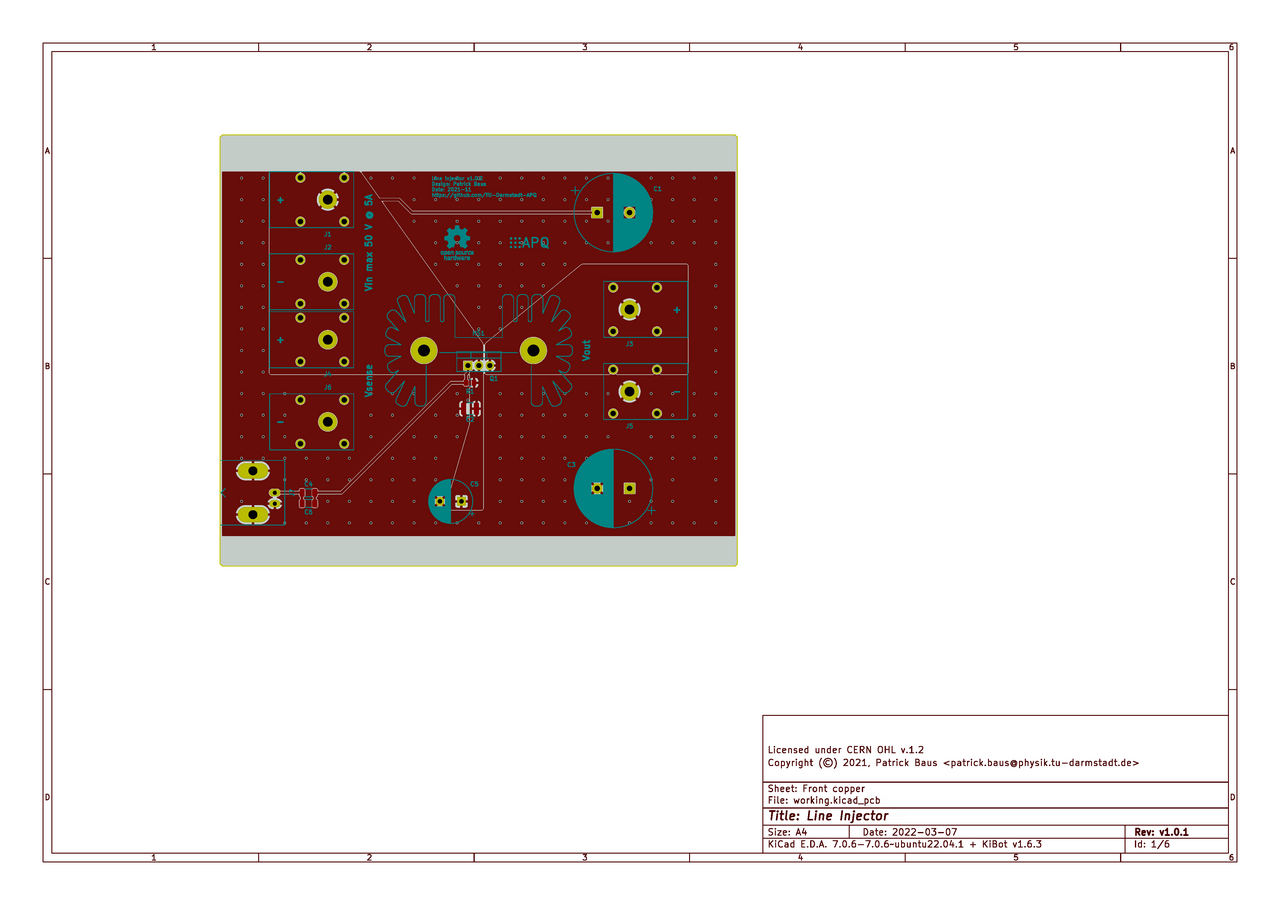 1 2 3 4 5 6
A A
Line Injector v1.0.0
Design: Patrick Baus
Date: 2021-11
https://github.com/TU-Darmstadt-APQ
+ C1
+ J1
Vin max 50 V @ 5A
open source
hardware
APQ
J2
B B
- +
J3
+ Vout
Q1
Vsense
J6
-
J5
C3
C4 C5
C6 +
C C
D D
Licensed under CERN OHL v.1.2
Copyright (©) 2021, Patrick Baus <patrick.baus@physik.tu-darmstadt.de>
Sheet: Front copper
File: working.kicad_pcb
Title: Line Injector
Size: A4 Date: 2022-03-07 Rev: v1.0.1
KiCad E.D.A. 7.0.6-7.0.6~ubuntu22.04.1 + KiBot v1.6.3 Id: 1/6
1 2 3 4 5 6